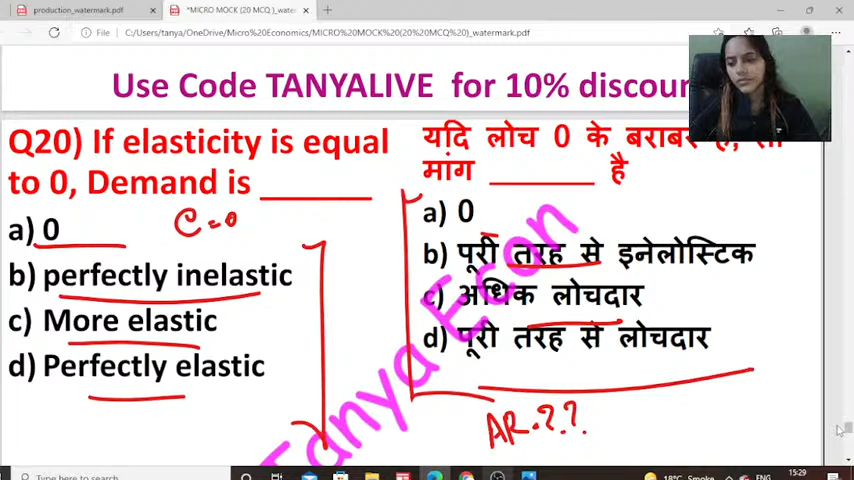 production_watermark.pdf
*MICRO MOCK (20 MCQ )_wate
File
C:/Users/tanya/OneDrive/Micro%20Economics/MICRO%20MOCK%20(20%20MCQ%20)_watermark.pdf
Use Code TANYALIVE for 10% discou
Q20) If elasticity is equal
to 0, Demand is ________
a) 0
e=0
b) perfectly inelastic
c) More elastic
d) Perfectly elastic
यदि लोच 0 के बराबर है,
मांग ________ है
a) 0
b) पूरी तरह से इनेलोस्टिक
c) अधिक लोचदार
d) पूरी तरह से लोचदार
AR.??
Tanya Econ
Type here to search
18°C Smoke
ENG
15:29